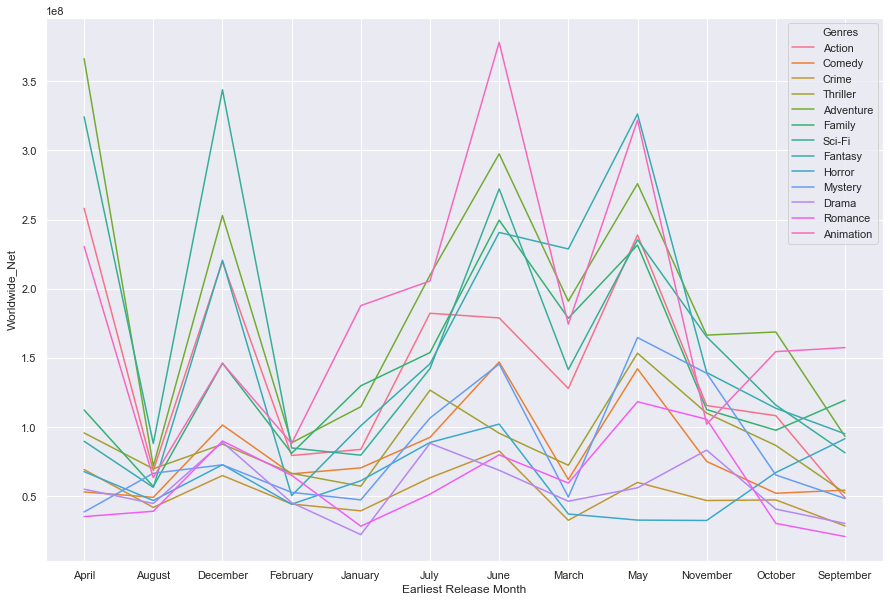 1e8
Genres
Action
Comedy
Crime
Thriller
Adventure
Family
Sci-Fi
Fantasy
Horror
Mystery
Drama
Romance
Animation
3.5
3.0
2.5
2.0
1.5
1.0
0.5
Worldwide_Net
April August December February January July June March May November October September
Earliest Release Month